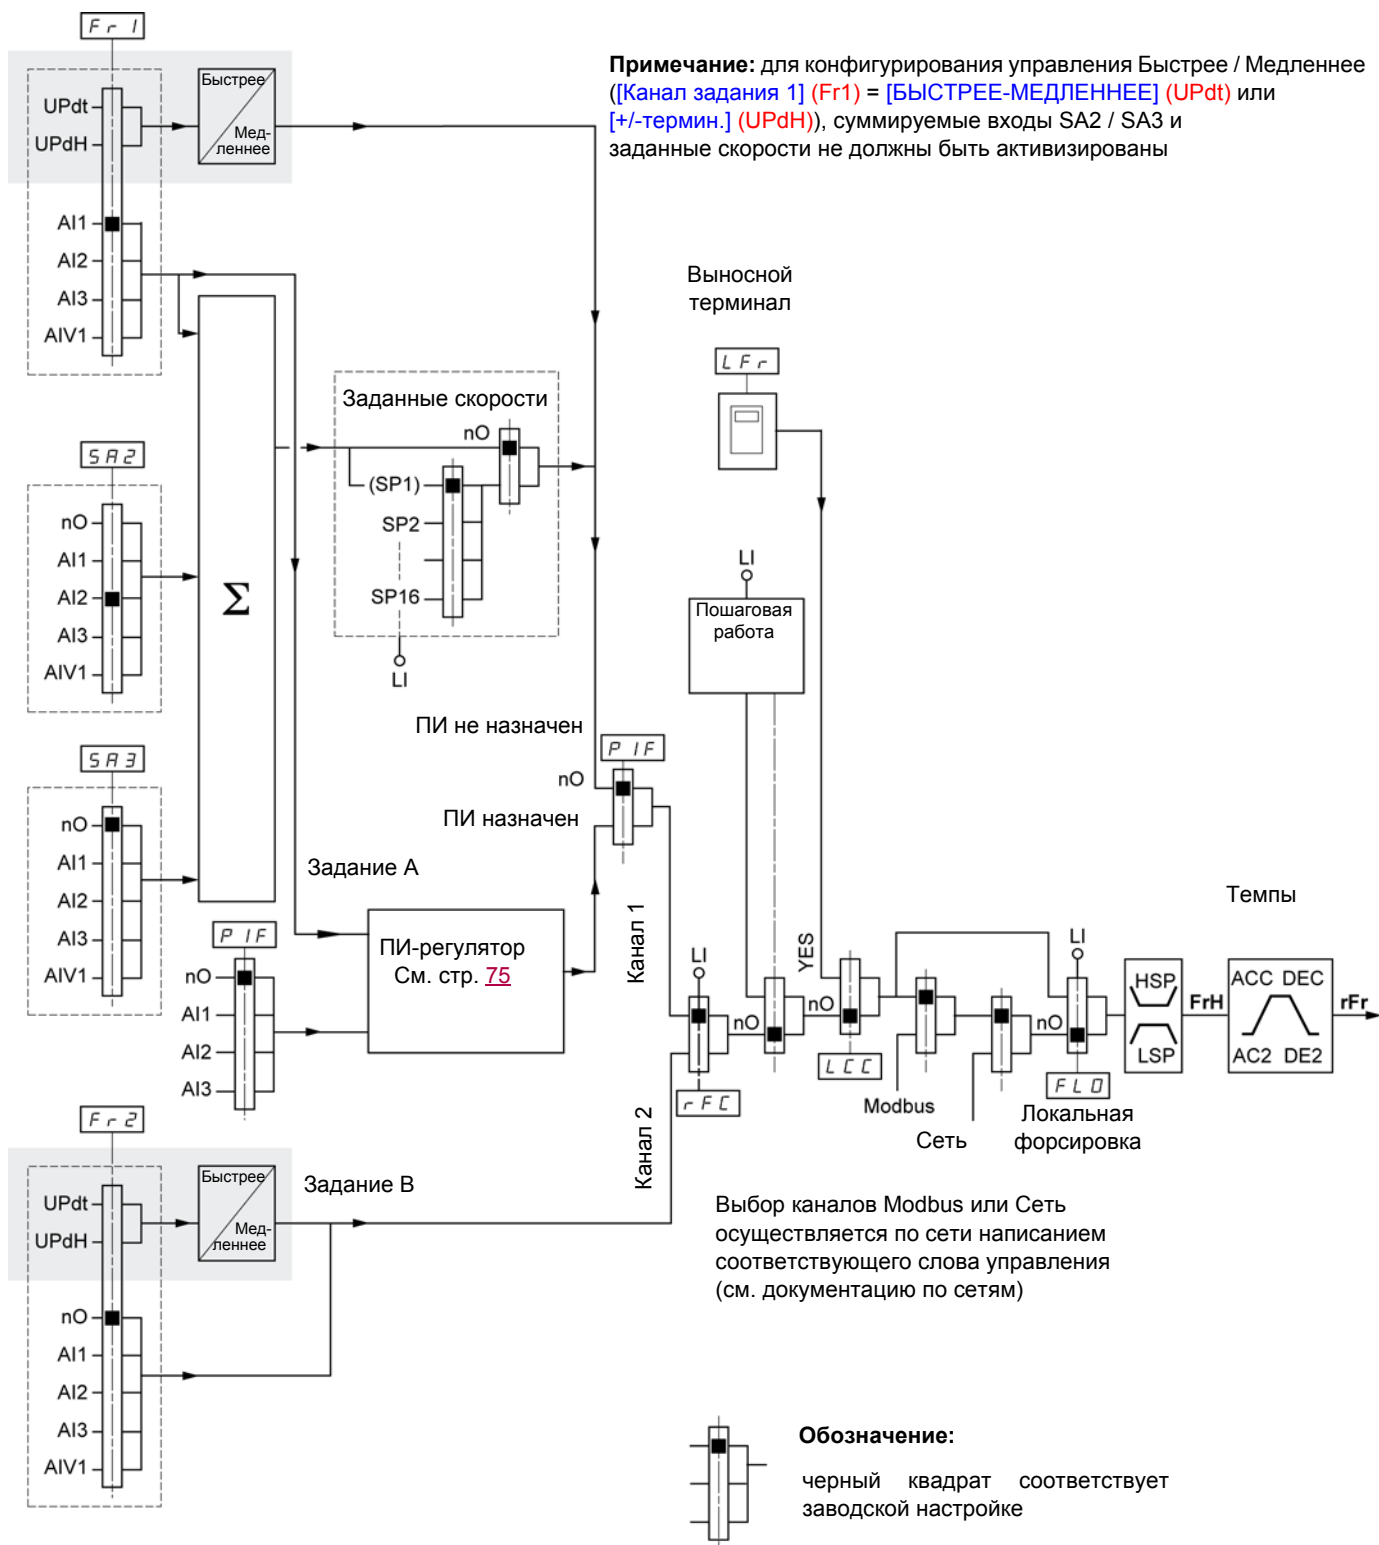 Fr1
Быстрее
Мед-
леннее
UPdt
UPdH
AI1
AI2
AI3
AIV1
Примечание: для конфигурирования управления Быстрее / Медленнее
([Канал задания 1] (Fr1) = [БЫСТРЕЕ-МЕДЛЕННЕЕ] (UPdt) или
[+/-термин.] (UPdH)), суммируемые входы SA2 / SA3 и
заданные скорости не должны быть активизированы
Выносной
терминал
LFr
Заданные скорости
nO
(SP1)
SP2
SP16
LI
SA2
nO
AI1
AI2
AI3
AIV1
Σ
LI
Пошаговая
работа
ПИ не назначен
PIF
nO
ПИ назначен
SA3
nO
AI1
AI2
AI3
AIV1
Задание A
PIF
nO
AI1
AI2
AI3
ПИ-регулятор
См. стр. 75
Канал 1
Канал 2
LI
rFC
nO
YES
nO
LCC
Modbus
Сеть
nO
LI
FLO
Локальная
форсировка
Темпы
HSP
LSP
FrH
ACC DEC
AC2 DE2
rFr
Fr2
Быстрее
Мед-
леннее
UPdt
UPdH
nO
AI1
AI2
AI3
AIV1
Задание B
Выбор каналов Modbus или Сеть
осуществляется по сети написанием
соответствующего слова управления
(см. документацию по сетям)
Обозначение:
черный квадрат соответствует
заводской настройке